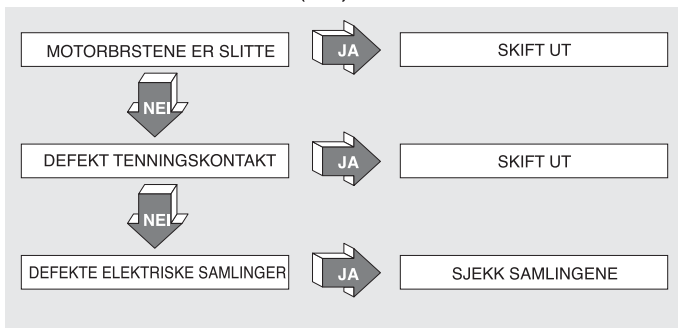 MOTORBRSTENE ER SLITTE JA SKIFT UT
NEI
DEFEKT TENNINGSKONTAKT JA SKIFT UT
NEI
DEFEKTE ELEKTRISKE SAMLINGER JA SJEKK SAMLINGENE